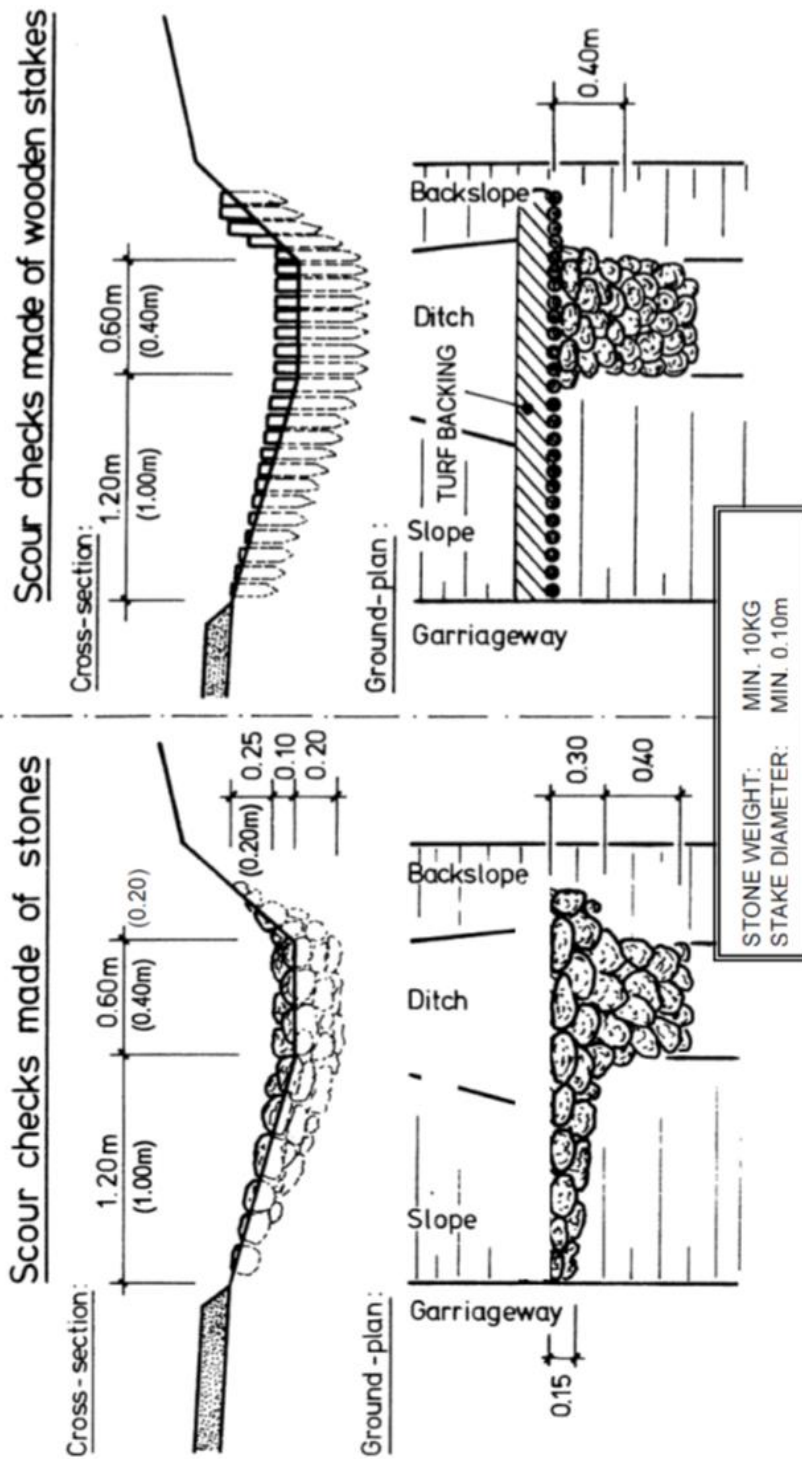 Scour checks made of stones
Cross-section:
1.20m
(1.00m)
0.60m
(0.40m)
(0.20)
(0.20m)
0.25
0.10
0.20
Ground-plan:
Garriageway
Slope
Ditch
Backslope
0.15
0.30
0.40
Scour checks made of wooden stakes
Cross-section:
1.20m
(1.00m)
0.60m
(0.40m)
Ground-plan:
Garriageway
Slope
TURF BACKING
Ditch
Backslope
0.40m
STONE WEIGHT: MIN. 10KG
STAKE DIAMETER: MIN. 0.10m